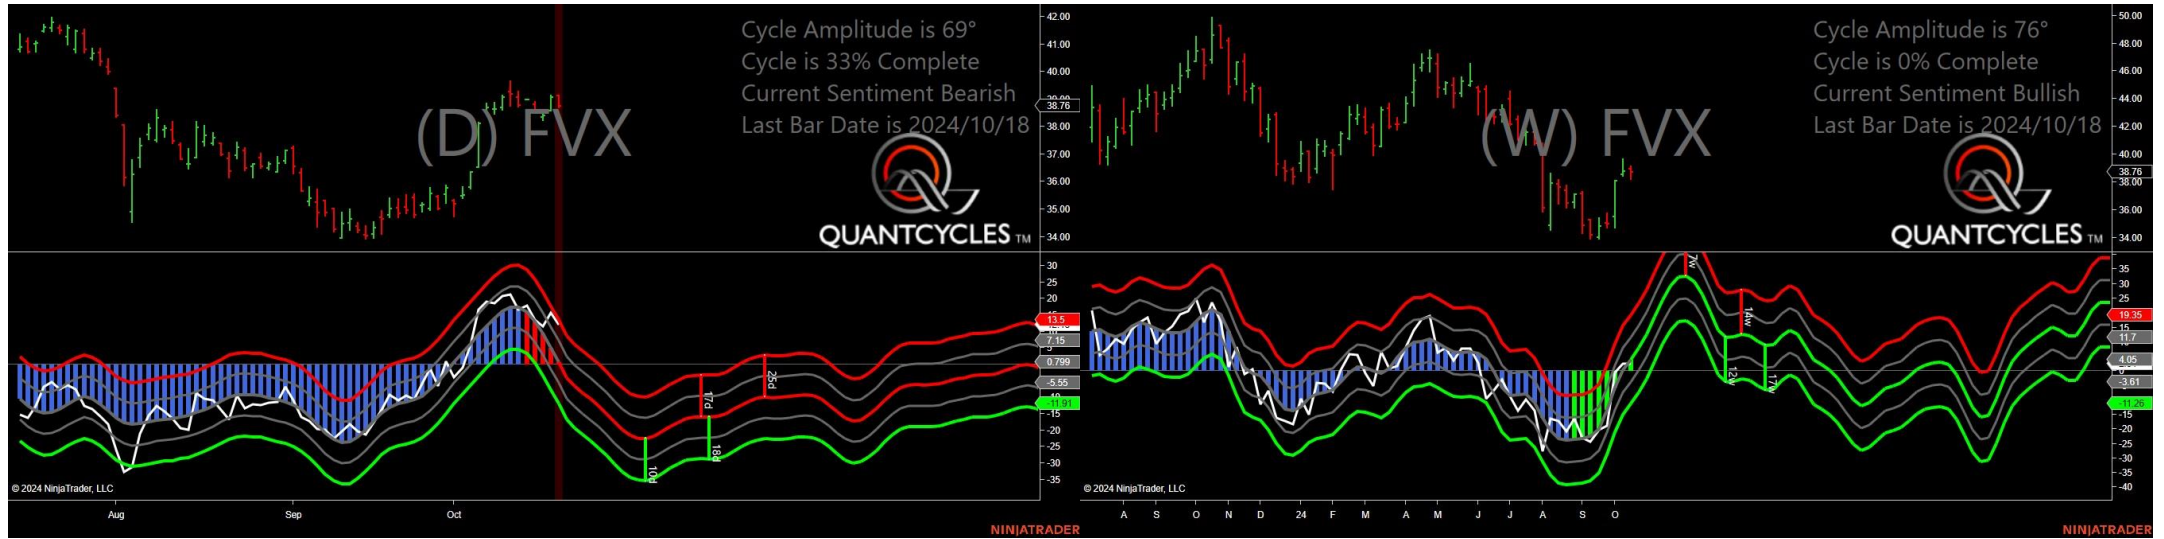 Cycle Amplitude is 69°
Cycle is 33% Complete
Current Sentiment Bearish
Last Bar Date is 2024/10/18
(D) FVX
QUANTCYCLES TM
42.00
41.00
40.00
38.76
38.00
37.00
36.00
35.00
34.00
30
25
20
13.5
7.15
0.799
-5.55
-11.91
-15
-20
-25
-30
-35
10d
17d
18d
25d
© 2024 NinjaTrader, LLC
Aug Sep Oct
NINJATRADER
Cycle Amplitude is 76°
Cycle is 0% Complete
Current Sentiment Bullish
Last Bar Date is 2024/10/18
(W) FVX
QUANTCYCLES TM
50.00
48.00
46.00
44.00
42.00
40.00
38.76
38.00
36.00
34.00
35
30
25
19.35
15
11.7
4.05
-3.61
-11.26
-15
-20
-25
-30
-35
-40
7w
14w
12w
17w
© 2024 NinjaTrader, LLC
A S O N D 24 F M A M J J A S O
NINJATRADER